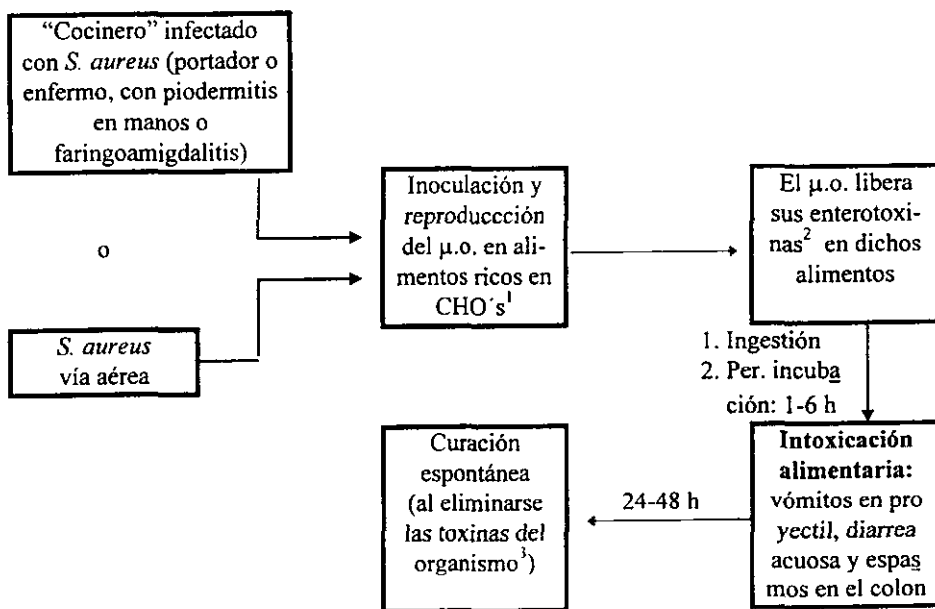 “Cocinero” infectado
con S. aureus (portador o
enfermo, con piodermitis
en manos o
faringoamigdalitis)
o
S. aureus
vía aérea
Inoculación y
reproduccción
del μ.o. en ali-
mentos ricos en
CHO´s¹
El μ.o. libera
sus enterotoxi-
nas² en dichos
alimentos
1. Ingestión
2. Per. incuba
ción: 1-6 h
Intoxicación
alimentaria:
vómitos en pro
yectil, diarrea
acuosa y espas
mos en el colon
24-48 h
Curación
espontánea
(al eliminarse
las toxinas del
organismo³)